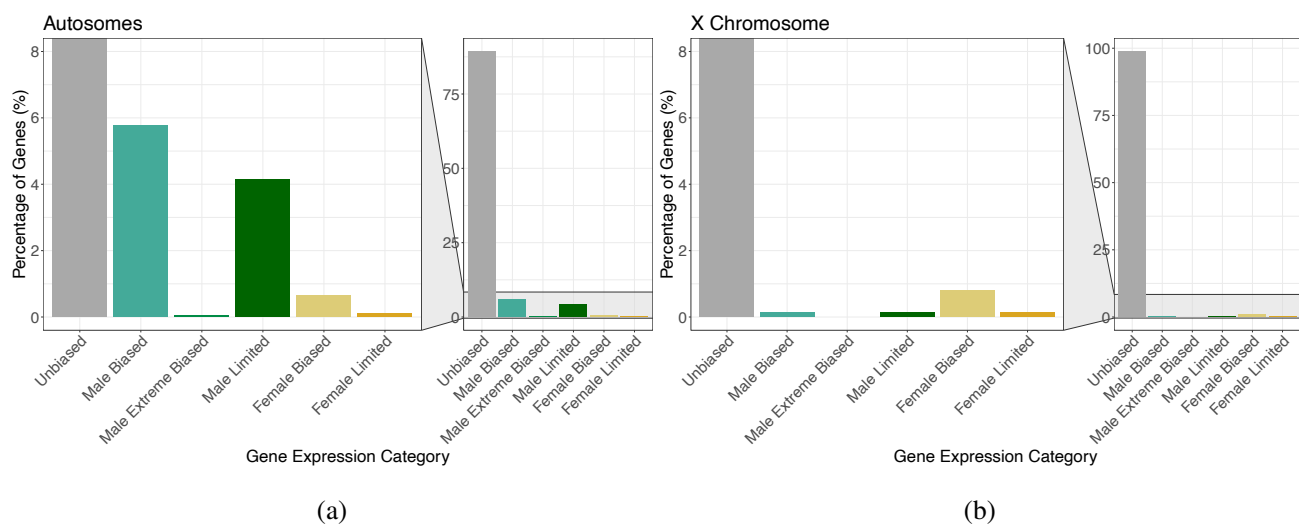 Autosomes
Percentage of Genes (%)
8
6
4
2
0
Unbiased
Male Biased
Male Extreme Biased
Male Limited
Female Biased
Female Limited
75
50
25
0
Unbiased
Male Biased
Male Extreme Biased
Male Limited
Female Biased
Female Limited
Gene Expression Category
(a)
X Chromosome
Percentage of Genes (%)
8
6
4
2
0
Unbiased
Male Biased
Male Extreme Biased
Male Limited
Female Biased
Female Limited
100
75
50
25
0
Unbiased
Male Biased
Male Extreme Biased
Male Limited
Female Biased
Female Limited
Gene Expression Category
(b)